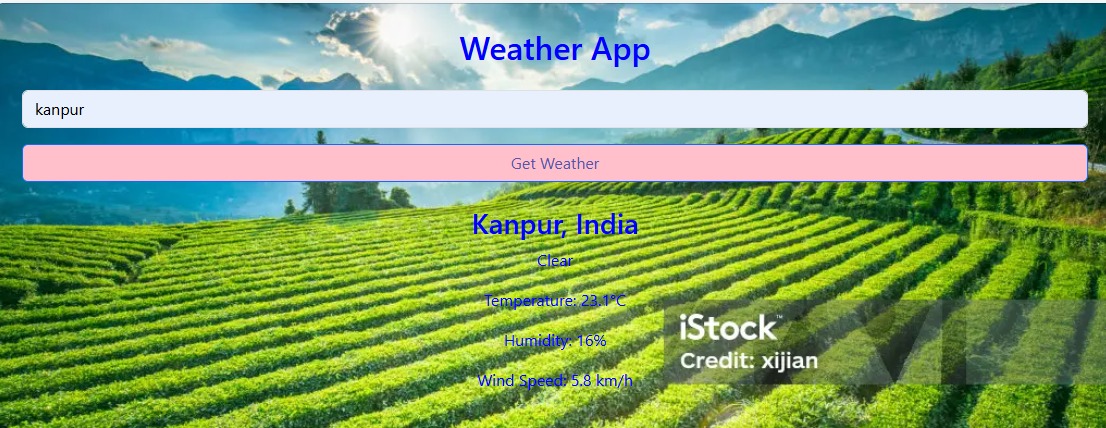 Weather App
kanpur
Get Weather
Kanpur, India
Clear
Temperature: 23.1°C
Humidity: 16%
Wind Speed: 5.8 km/h
iStock™
Credit: xijian